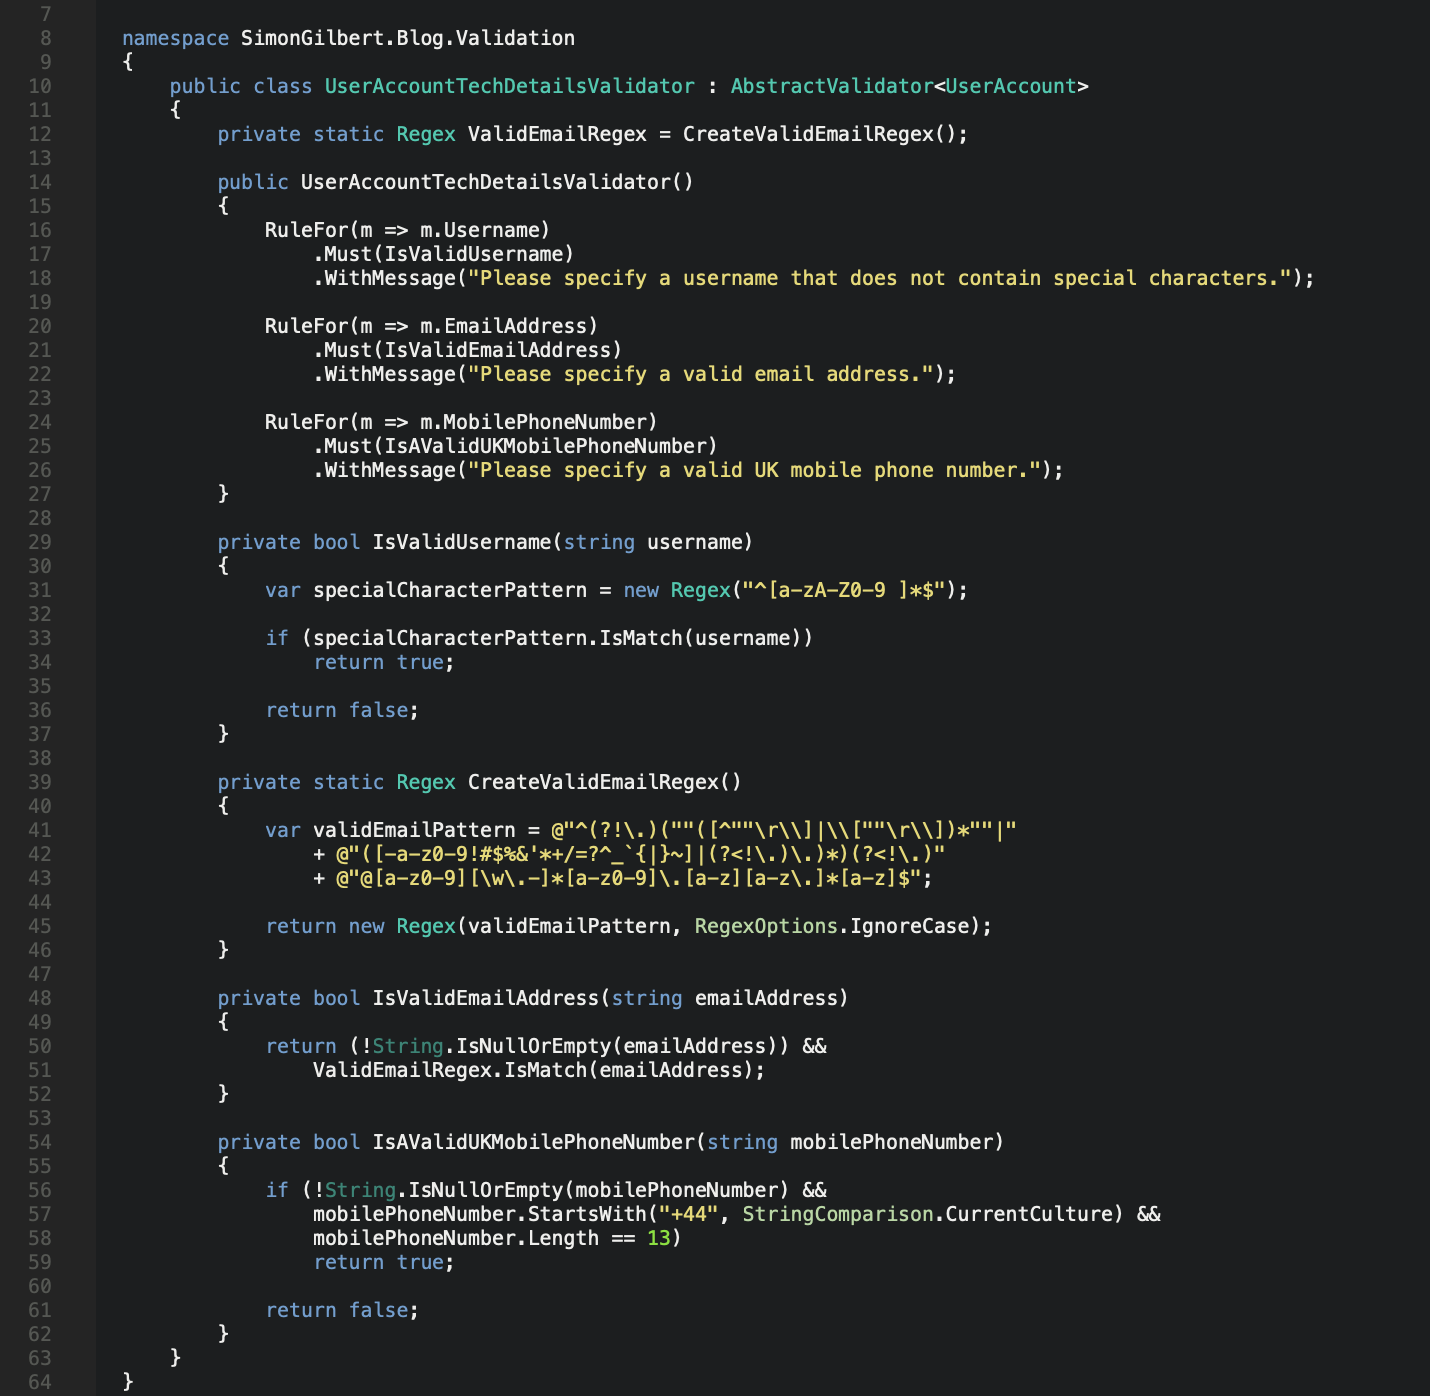 7
8 namespace SimonGilbert.Blog.Validation
9 {
10 public class UserAccountTechDetailsValidator : AbstractValidator<UserAccount>
11 {
12 private static Regex ValidEmailRegex = CreateValidEmailRegex();
13
14 public UserAccountTechDetailsValidator()
15 {
16 RuleFor(m => m.Username)
17 .Must(IsValidUsername)
18 .WithMessage("Please specify a username that does not contain special characters.");
19
20 RuleFor(m => m.EmailAddress)
21 .Must(IsValidEmailAddress)
22 .WithMessage("Please specify a valid email address.");
23
24 RuleFor(m => m.MobilePhoneNumber)
25 .Must(IsAValidUKMobilePhoneNumber)
26 .WithMessage("Please specify a valid UK mobile phone number.");
27 }
28
29 private bool IsValidUsername(string username)
30 {
31 var specialCharacterPattern = new Regex("^[a-zA-Z0-9 ]*$");
32
33 if (specialCharacterPattern.IsMatch(username))
34 return true;
35
36 return false;
37 }
38
39 private static Regex CreateValidEmailRegex()
40 {
41 var validEmailPattern = @"^(?!\.)(""([^""\r\\]|\\[""\r\\])*""|"
42 + @"([-a-z0-9!#$%&'*+/=?^_`{|}~]|(?<!\.)\.)*)(?<!\.)"
43 + @"@[a-z0-9][\w\.-]*[a-z0-9]\.[a-z][a-z\.]*[a-z]$";
44
45 return new Regex(validEmailPattern, RegexOptions.IgnoreCase);
46 }
47
48 private bool IsValidEmailAddress(string emailAddress)
49 {
50 return (!String.IsNullOrEmpty(emailAddress)) &&
51 ValidEmailRegex.IsMatch(emailAddress);
52 }
53
54 private bool IsAValidUKMobilePhoneNumber(string mobilePhoneNumber)
55 {
56 if (!String.IsNullOrEmpty(mobilePhoneNumber) &&
57 mobilePhoneNumber.StartsWith("+44", StringComparison.CurrentCulture) &&
58 mobilePhoneNumber.Length == 13)
59 return true;
60
61 return false;
62 }
63 }
64 }